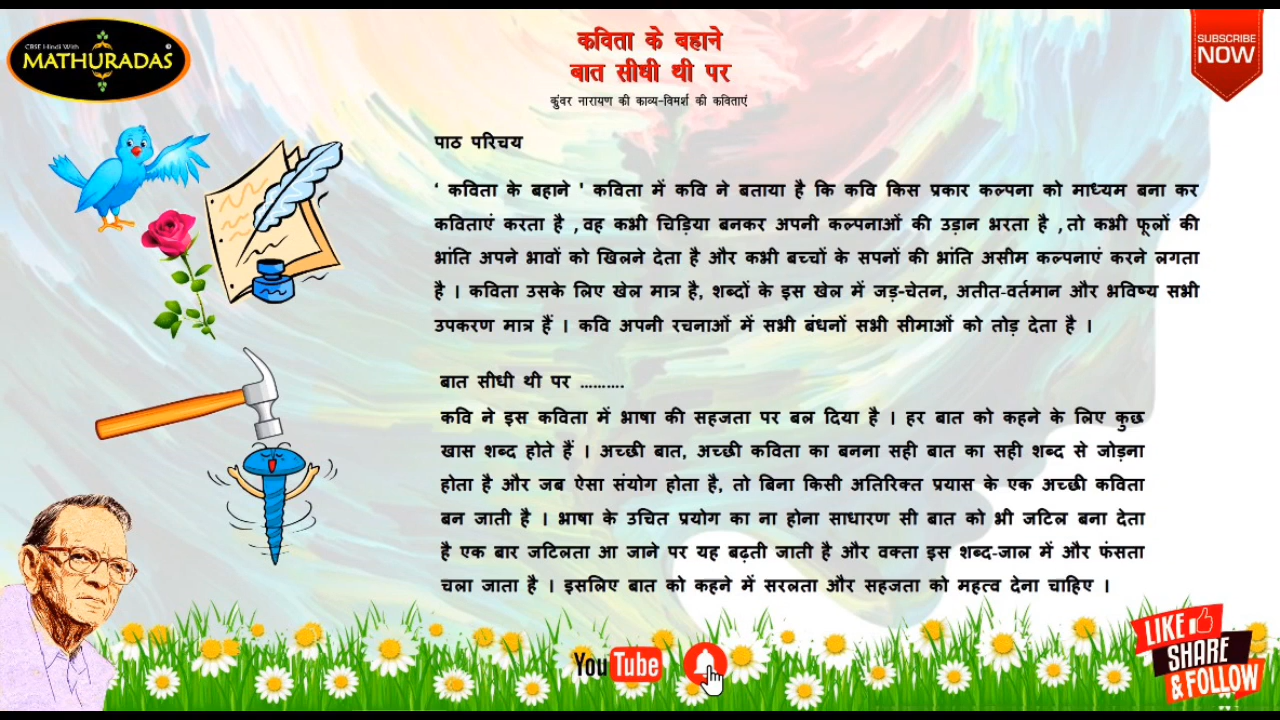 CBSE Hindi With
MATHURADAS
कविता के बहाने
बात सीधी थी पर
कुंवर नारायण की काव्य-विमर्श की कविताएं
SUBSCRIBE
NOW
पाठ परिचय
‘ कविता के बहाने ' कविता में कवि ने बताया है कि कवि किस प्रकार कल्पना को माध्यम बना कर
कविताएं करता है ,वह कभी चिड़िया बनकर अपनी कल्पनाओं की उड़ान भरता है ,तो कभी फूलों की
भांति अपने भावों को खिलने देता है और कभी बच्चों के सपनों की भांति असीम कल्पनाएं करने लगता
है । कविता उसके लिए खेल मात्र है, शब्दों के इस खेल में जड़-चेतन, अतीत-वर्तमान और भविष्य सभी
उपकरण मात्र हैं । कवि अपनी रचनाओं में सभी बंधनों सभी सीमाओं को तोड़ देता है ।
बात सीधी थी पर ..........
कवि ने इस कविता में भाषा की सहजता पर बल दिया है । हर बात को कहने के लिए कुछ
खास शब्द होते हैं । अच्छी बात, अच्छी कविता का बनना सही बात का सही शब्द से जोड़ना
होता है और जब ऐसा संयोग होता है, तो बिना किसी अतिरिक्त प्रयास के एक अच्छी कविता
बन जाती है । भाषा के उचित प्रयोग का ना होना साधारण सी बात को भी जटिल बना देता
है एक बार जटिलता आ जाने पर यह बढ़ती जाती है और वक्ता इस शब्द-जाल में और फंसता
चला जाता है । इसलिए बात को कहने में सरलता और सहजता को महत्व देना चाहिए ।
YouTube
LIKE
SHARE
& FOLLOW